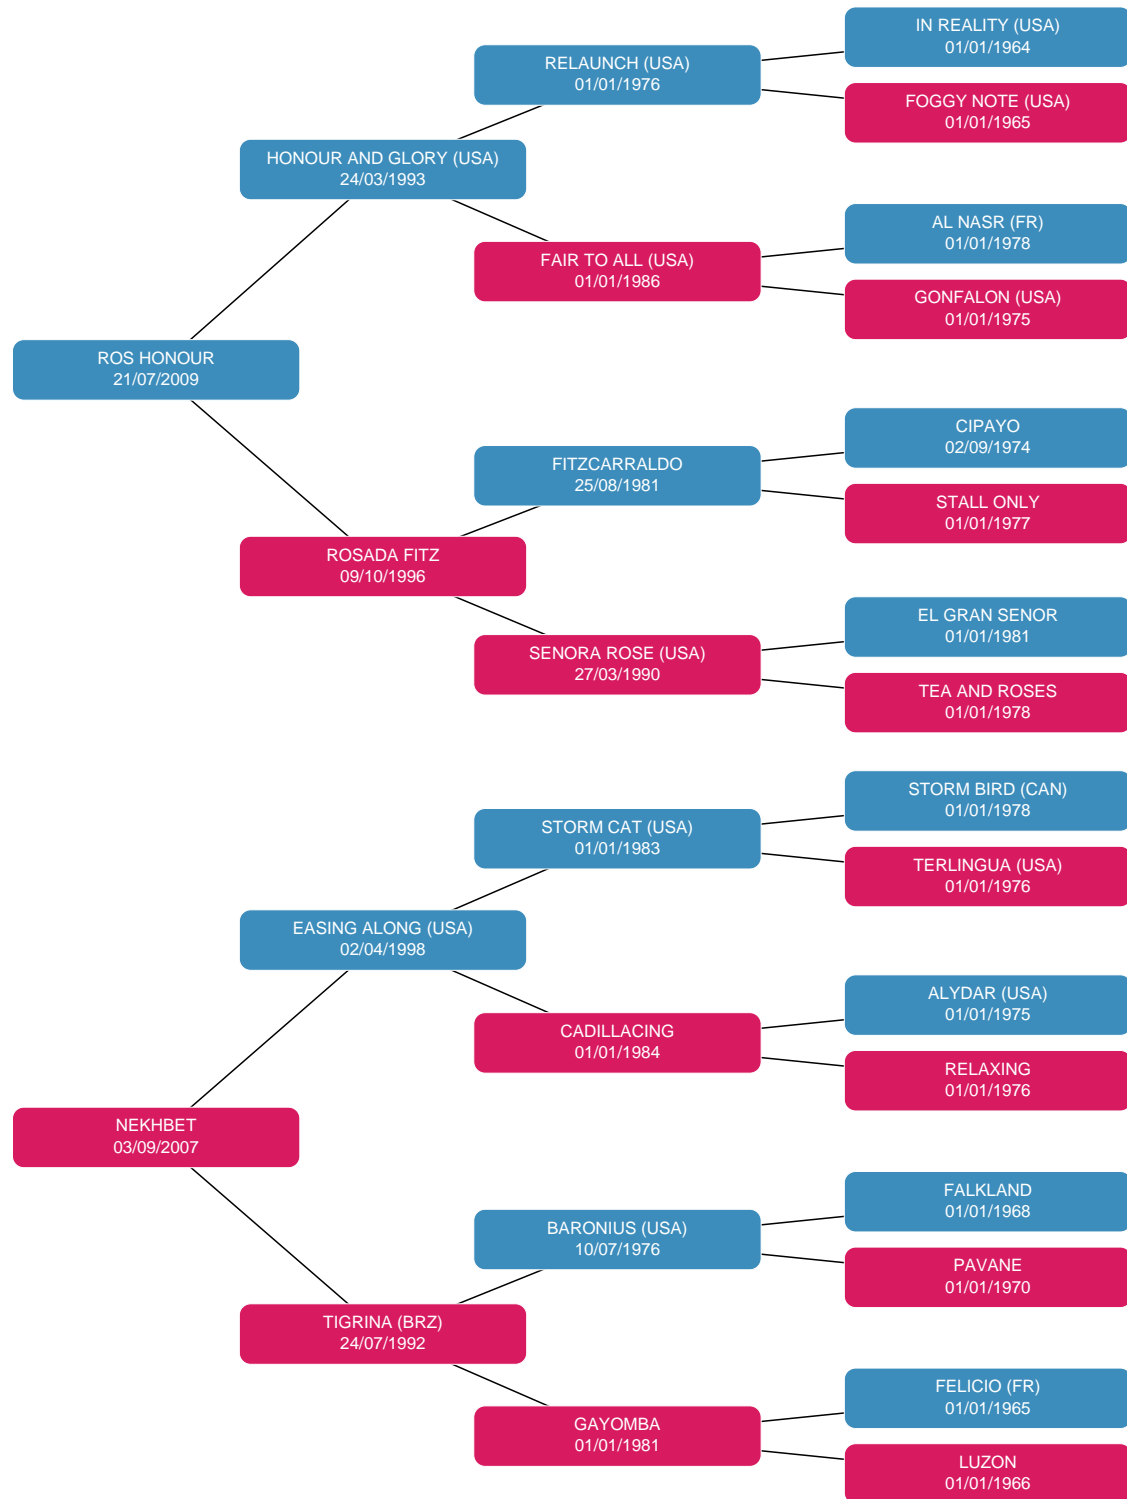 IN REALITY (USA)
01/01/1964
RELAUNCH (USA)
01/01/1976
FOGGY NOTE (USA)
01/01/1965
HONOUR AND GLORY (USA)
24/03/1993
AL NASR (FR)
01/01/1978
FAIR TO ALL (USA)
01/01/1986
GONFALON (USA)
01/01/1975
ROS HONOUR
21/07/2009
CIPAYO
02/09/1974
FITZCARRALDO
25/08/1981
STALL ONLY
01/01/1977
ROSADA FITZ
09/10/1996
EL GRAN SENOR
01/01/1981
SENORA ROSE (USA)
27/03/1990
TEA AND ROSES
01/01/1978
STORM BIRD (CAN)
01/01/1978
STORM CAT (USA)
01/01/1983
TERLINGUA (USA)
01/01/1976
EASING ALONG (USA)
02/04/1998
ALYDAR (USA)
01/01/1975
CADILLACING
01/01/1984
RELAXING
01/01/1976
NEKHBET
03/09/2007
FALKLAND
01/01/1968
BARONIUS (USA)
10/07/1976
PAVANE
01/01/1970
TIGRINA (BRZ)
24/07/1992
FELICIO (FR)
01/01/1965
GAYOMBA
01/01/1981
LUZON
01/01/1966